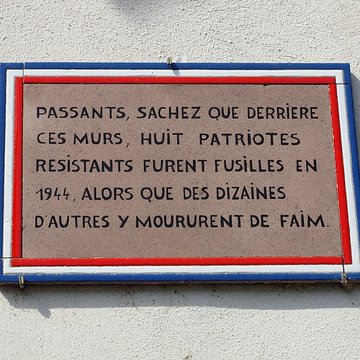 PASSANTS, SACHEZ QUE DERRIERE
CES MURS, HUIT PATRIOTES
RESISTANTS FURENT FUSILLES EN
1944, ALORS QUE DES DIZAINES
D'AUTRES Y MOURURENT DE FAIM.